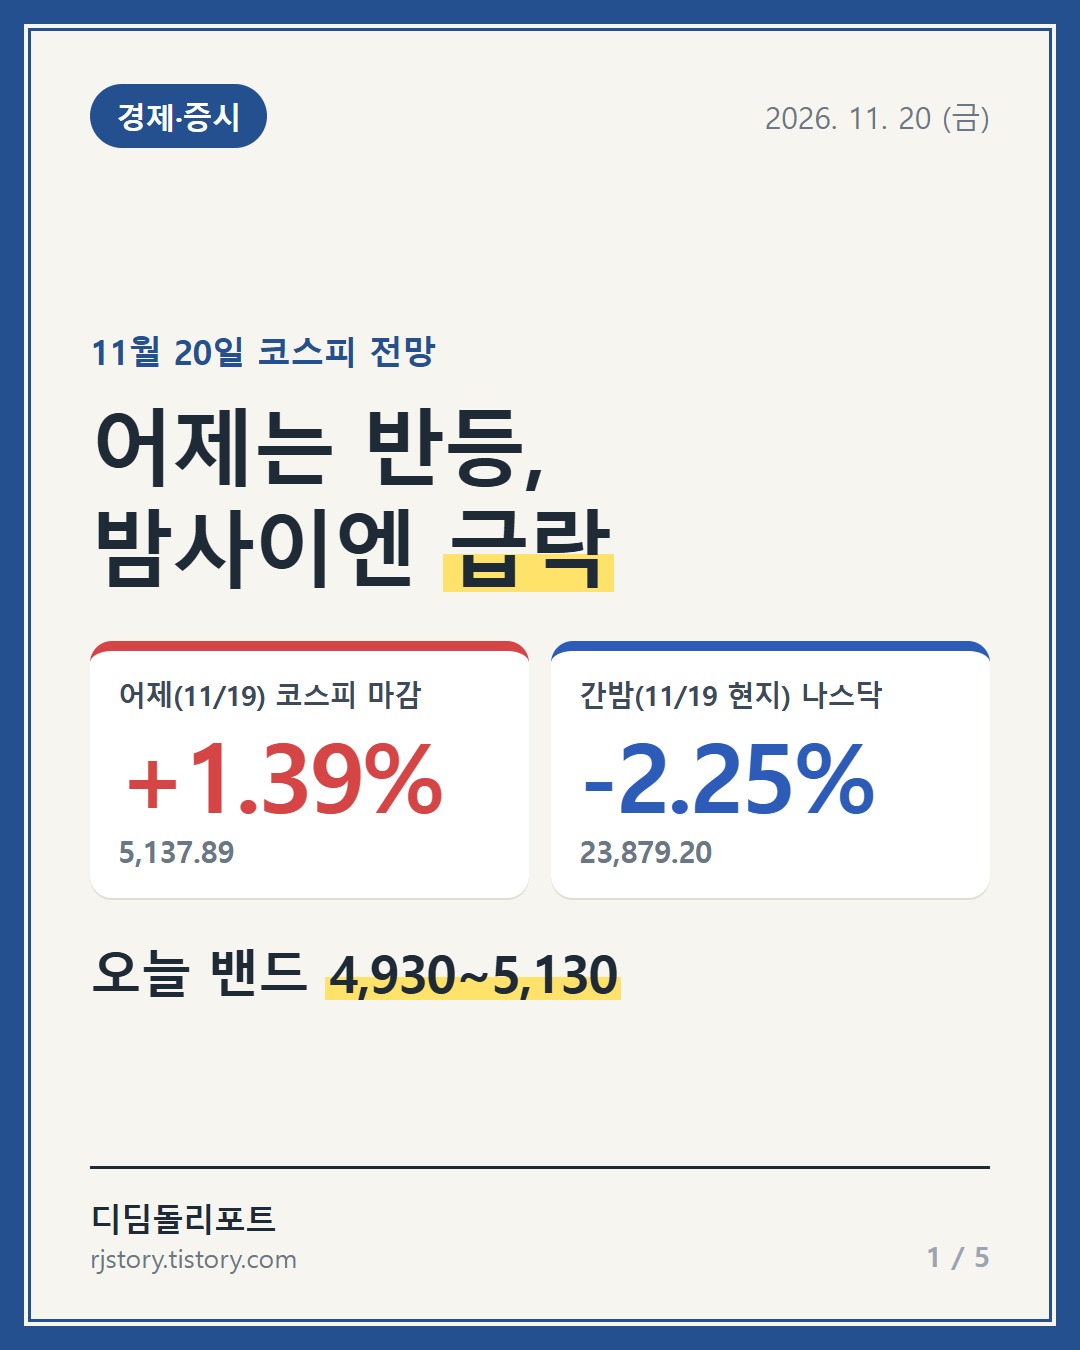 경제·증시
2026. 11. 20 (금)
11월 20일 코스피 전망
어제는 반등,
밤사이엔 급락
어제(11/19) 코스피 마감
+1.39%
5,137.89
간밤(11/19 현지) 나스닥
-2.25%
23,879.20
오늘 밴드 4,930~5,130
디딤돌리포트
rjstory.tistory.com
1 / 5